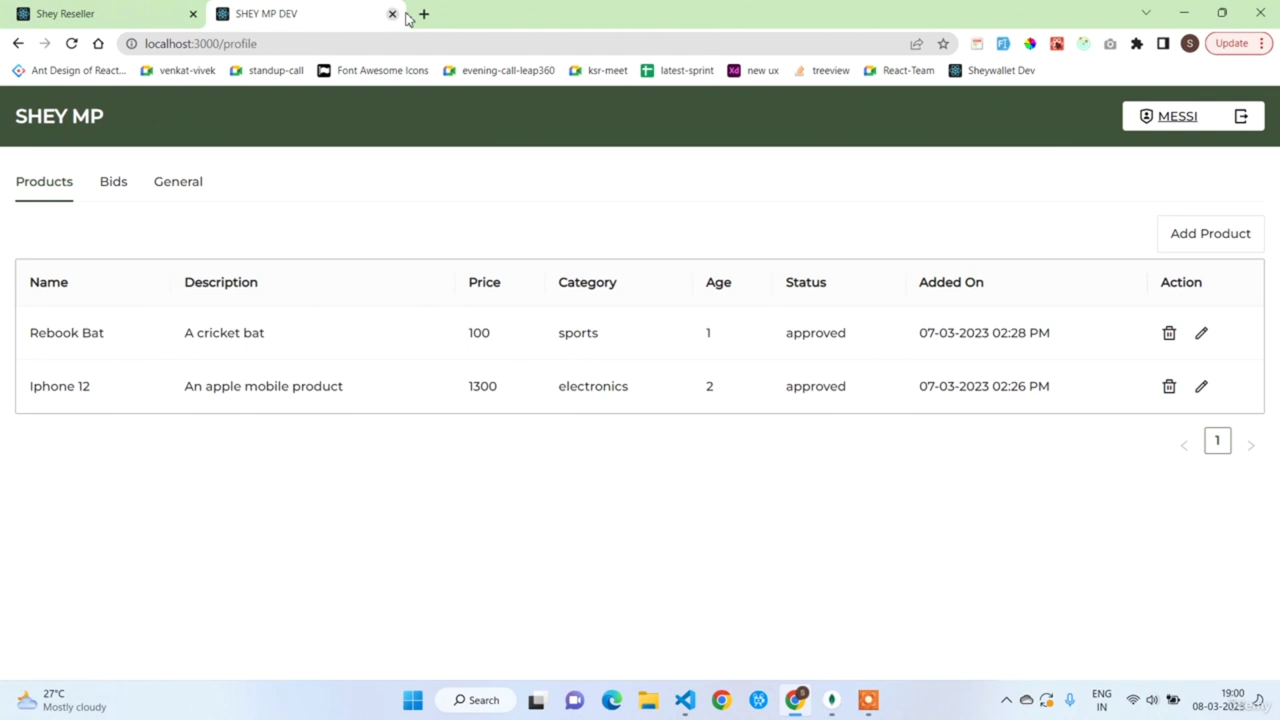 Shey Reseller
SHEY MP DEV
localhost:3000/profile
S
Update
Ant Design of React...
venkat-vivek
standup-call
Font Awesome Icons
evening-call-leap360
ksr-meet
latest-sprint
Xd new ux
treeview
React-Team
Sheywallet Dev
SHEY MP
MESSI
Products Bids General
Add Product
Name Description Price Category Age Status Added On Action
Rebook Bat A cricket bat 100 sports 1 approved 07-03-2023 02:28 PM
Iphone 12 An apple mobile product 1300 electronics 2 approved 07-03-2023 02:26 PM
< 1 >
27°C
Mostly cloudy
Search
ENG
IN
19:00
08-03-2023